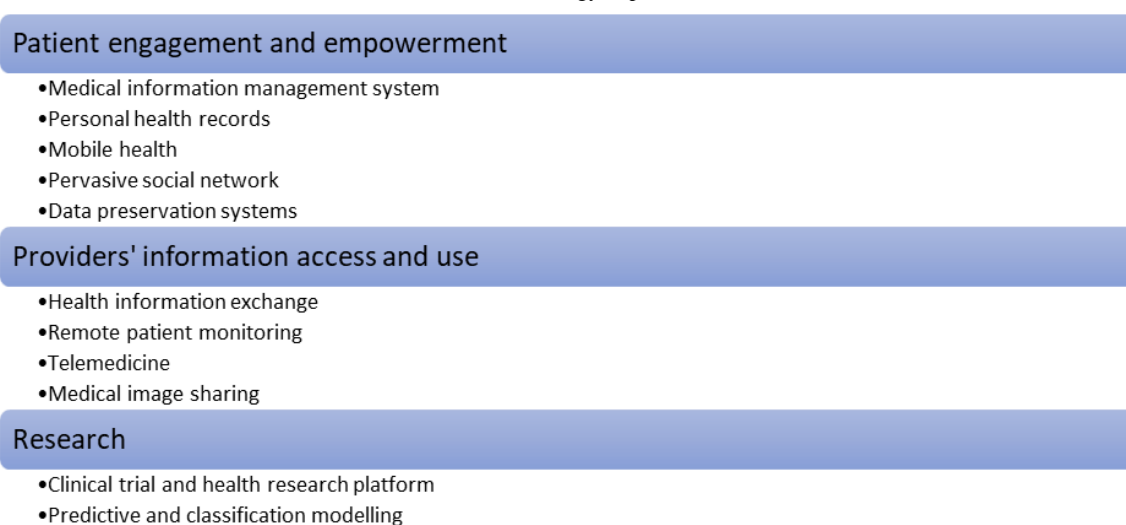 Patient engagement and empowerment
•Medical information management system
•Personal health records
•Mobile health
•Pervasive social network
•Data preservation systems
Providers' information access and use
•Health information exchange
•Remote patient monitoring
•Telemedicine
•Medical image sharing
Research
•Clinical trial and health research platform
•Predictive and classification modelling